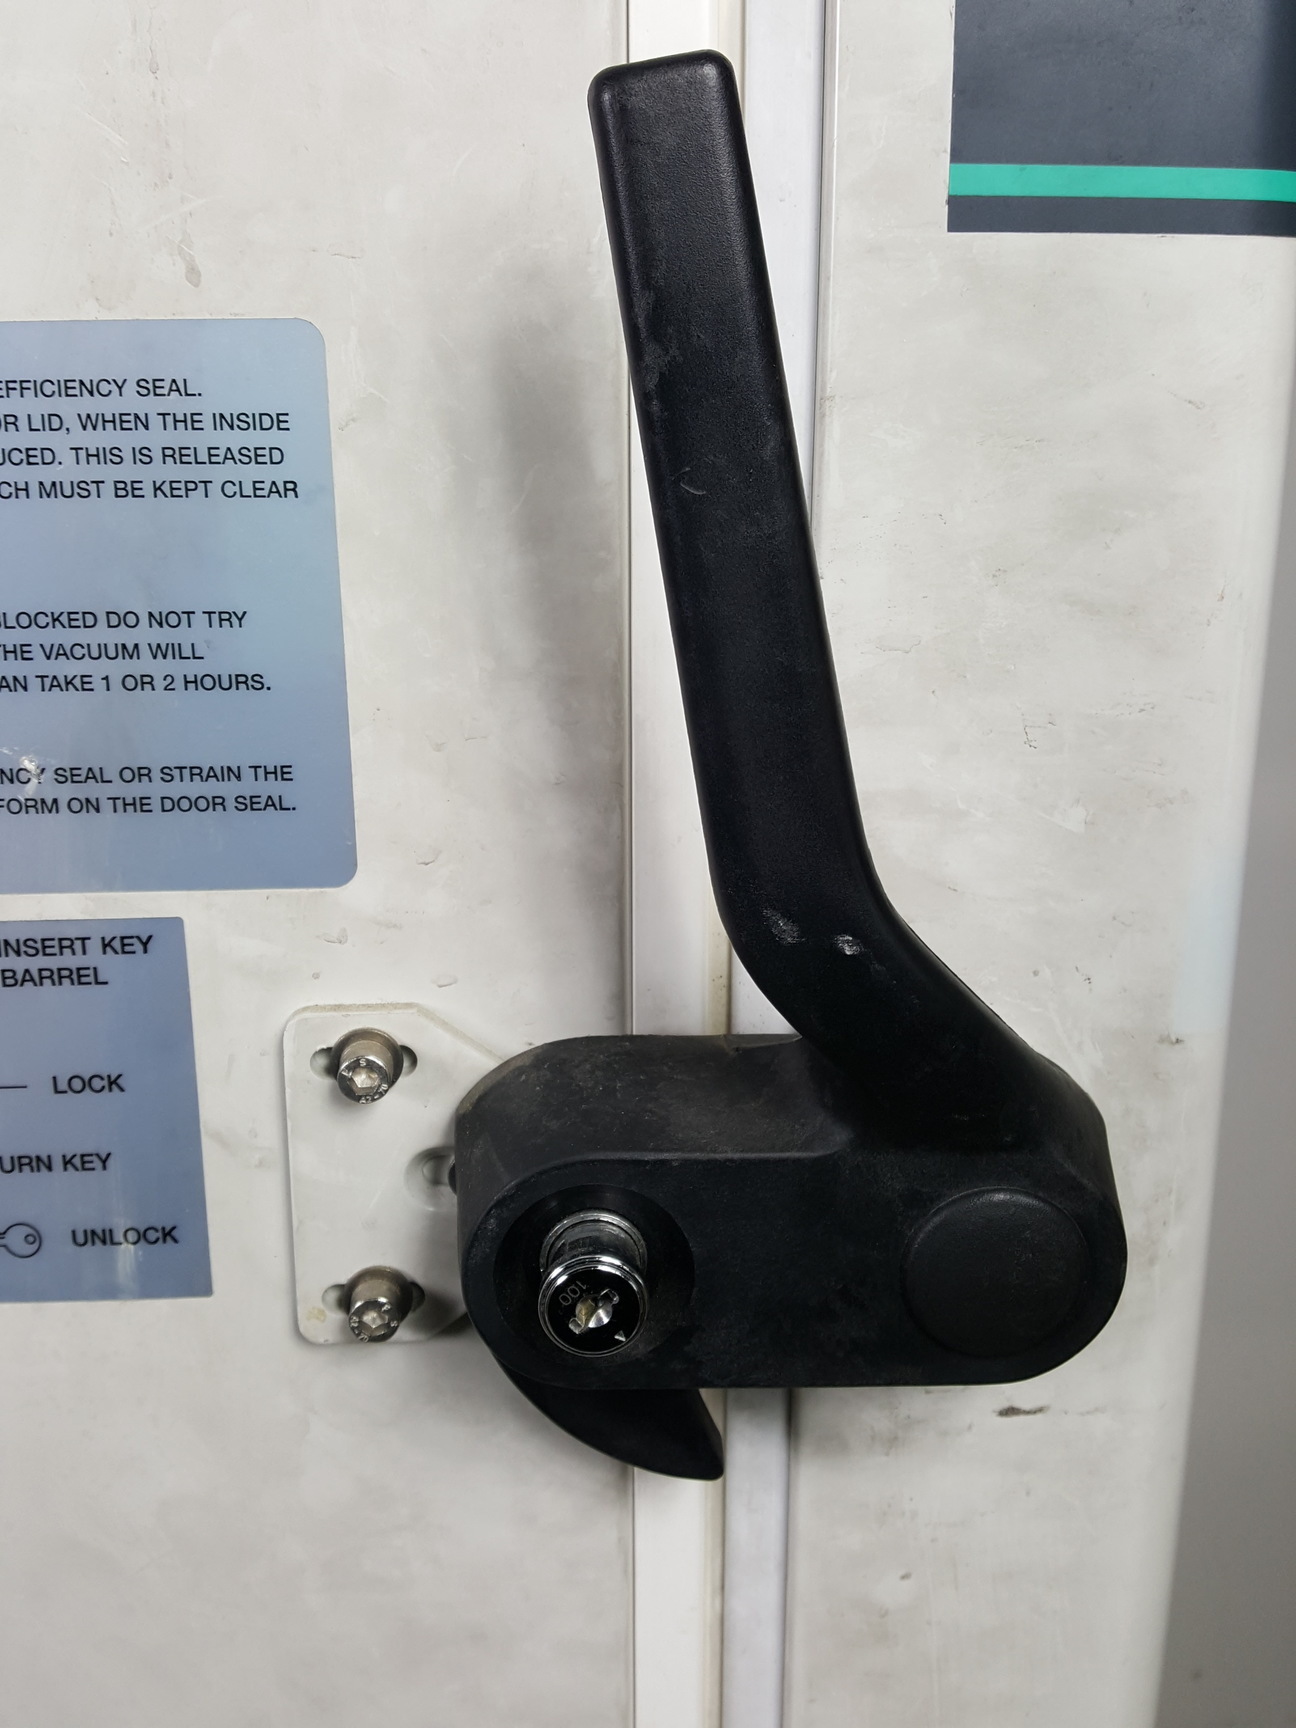 EFFICIENCY SEAL.
OR LID, WHEN THE INSIDE
UCED. THIS IS RELEASED
CH MUST BE KEPT CLEAR
BLOCKED DO NOT TRY
THE VACUUM WILL
AN TAKE 1 OR 2 HOURS.
NCY SEAL OR STRAIN THE
FORM ON THE DOOR SEAL.
INSERT KEY
BARREL
LOCK
URN KEY
UNLOCK
100